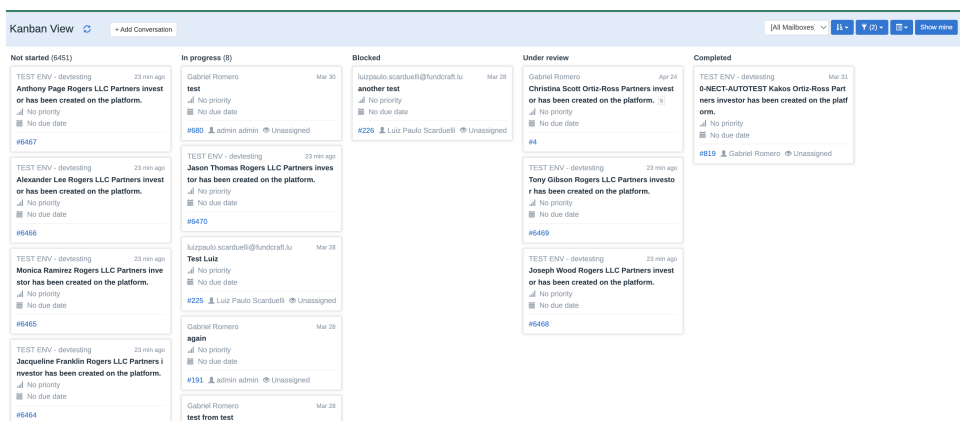 Kanban View
+ Add Conversation
[All Mailboxes]
(2)
Show mine
Not started (6451)
TEST ENV - devtesting 23 min ago
Anthony Page Rogers LLC Partners invest
or has been created on the platform.
No priority
No due date
#6467
TEST ENV - devtesting 23 min ago
Alexander Lee Rogers LLC Partners invest
or has been created on the platform.
No priority
No due date
#6466
TEST ENV - devtesting 23 min ago
Monica Ramirez Rogers LLC Partners inve
stor has been created on the platform.
No priority
No due date
#6465
TEST ENV - devtesting 23 min ago
Jacqueline Franklin Rogers LLC Partners i
nvestor has been created on the platform.
No priority
No due date
#6464
In progress (8)
Gabriel Romero Mar 30
test
No priority
No due date
#680 admin admin Unassigned
TEST ENV - devtesting 23 min ago
Jason Thomas Rogers LLC Partners inves
tor has been created on the platform.
No priority
No due date
#6470
luizpaulo.scarduelli@fundcraft.lu Mar 28
Test Luiz
No priority
No due date
#225 Luiz Paulo Scarduelli Unassigned
Gabriel Romero Mar 28
again
No priority
No due date
#191 admin admin Unassigned
Gabriel Romero Mar 28
test from test
Blocked
luizpaulo.scarduelli@fundcraft.lu Mar 28
another test
No priority
No due date
#226 Luiz Paulo Scarduelli Unassigned
Under review
Gabriel Romero Apr 24
Christina Scott Ortiz-Ross Partners invest
or has been created on the platform.
No priority
No due date
#4
TEST ENV - devtesting 23 min ago
Tony Gibson Rogers LLC Partners investo
r has been created on the platform.
No priority
No due date
#6469
TEST ENV - devtesting 23 min ago
Joseph Wood Rogers LLC Partners invest
or has been created on the platform.
No priority
No due date
#6468
Completed
TEST ENV - devtesting Mar 31
0-NECT-AUTOTEST Kakos Ortiz-Ross Part
ners investor has been created on the platf
orm.
No priority
No due date
#819 Gabriel Romero Unassigned